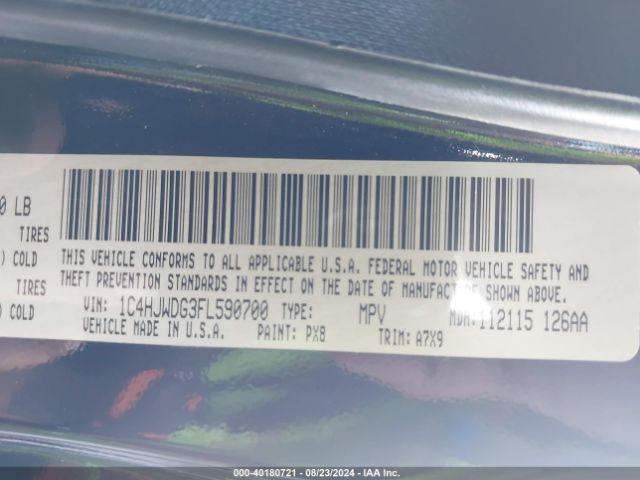 0 LB
TIRES
) COLD
TIRES
) COLD
THIS VEHICLE CONFORMS TO ALL APPLICABLE U.S.A. FEDERAL MOTOR VEHICLE SAFETY AND
THEFT PREVENTION STANDARDS IN EFFECT ON THE DATE OF MANUFACTURE SHOWN ABOVE.
VIN: 1C4HJWDG3FL590700 TYPE: MPV MDH: 112115 126AA
VEHICLE MADE IN U.S.A. PAINT: PX8 TRIM: A7X9
000-40180721 - 08/23/2024 - IAA Inc.